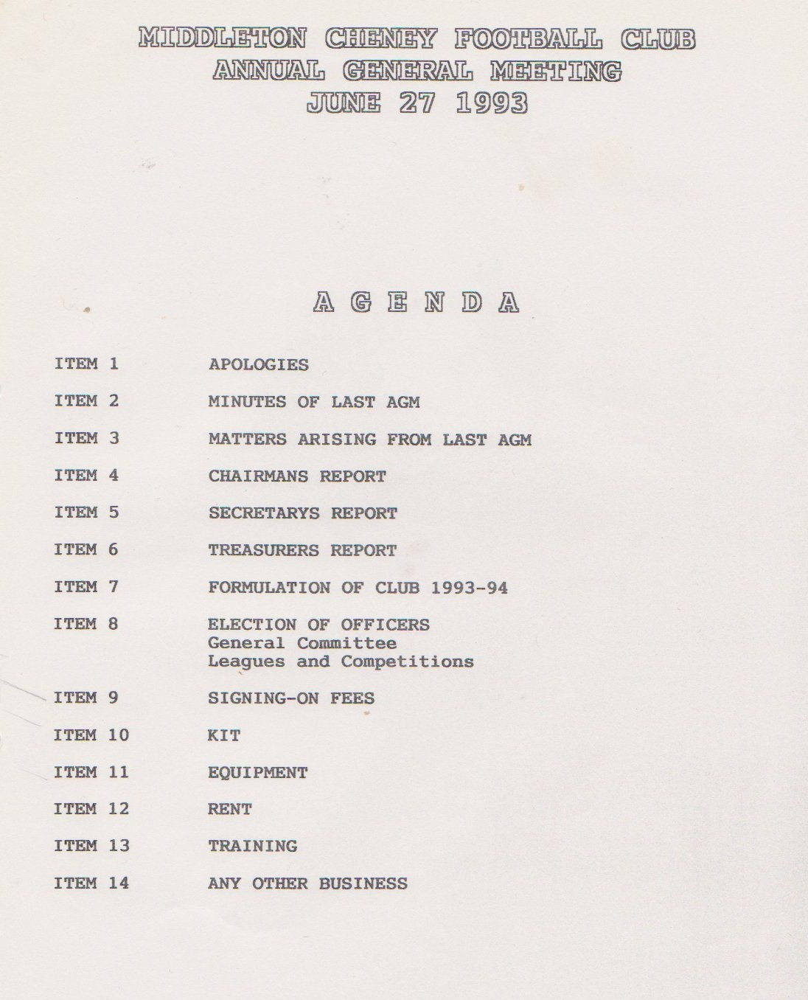 MIDDLETON CHENEY FOOTBALL CLUB
ANNUAL GENERAL MEETING
JUNE 27 1993
A G E N D A
ITEM 1 APOLOGIES
ITEM 2 MINUTES OF LAST AGM
ITEM 3 MATTERS ARISING FROM LAST AGM
ITEM 4 CHAIRMANS REPORT
ITEM 5 SECRETARYS REPORT
ITEM 6 TREASURERS REPORT
ITEM 7 FORMULATION OF CLUB 1993-94
ITEM 8 ELECTION OF OFFICERS
General Committee
Leagues and Competitions
ITEM 9 SIGNING-ON FEES
ITEM 10 KIT
ITEM 11 EQUIPMENT
ITEM 12 RENT
ITEM 13 TRAINING
ITEM 14 ANY OTHER BUSINESS